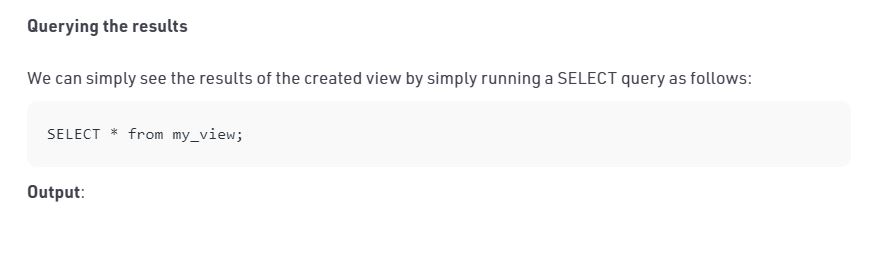 Querying the results
We can simply see the results of the created view by simply running a SELECT query as follows:
SELECT * from my_view;
Output: